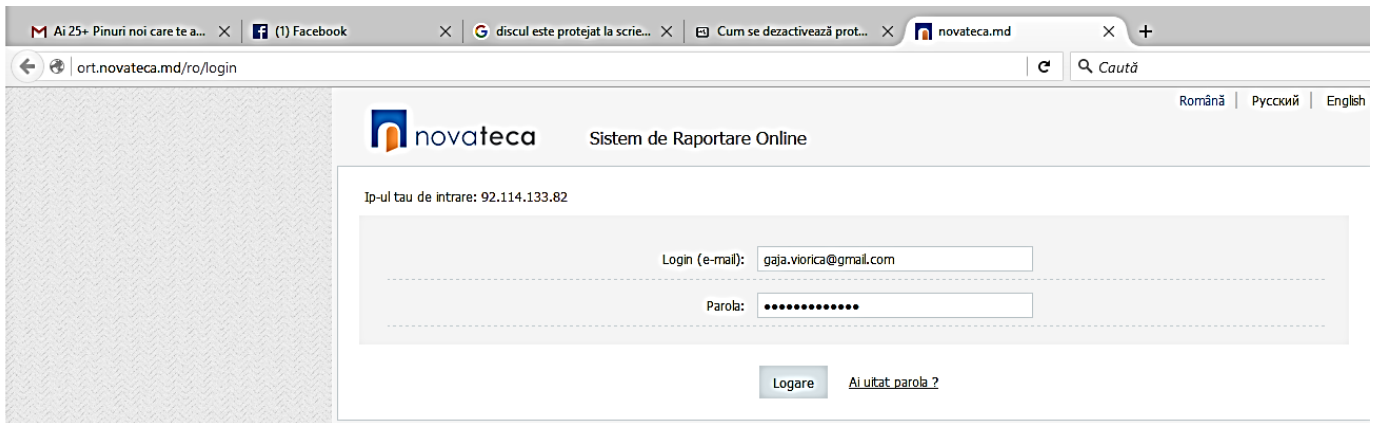 Ai 25+ Pinuri noi care te a... (1) Facebook discul este protejat la scrie... Cum se dezactivează prot... novateca.md
ort.novateca.md/ro/login Caută
Română | Русский | English
novateca Sistem de Raportare Online
Ip-ul tau de intrare: 92.114.133.82
Login (e-mail): gaja.viorica@gmail.com
Parola: •••••••••••••
Logare Ai uitat parola ?